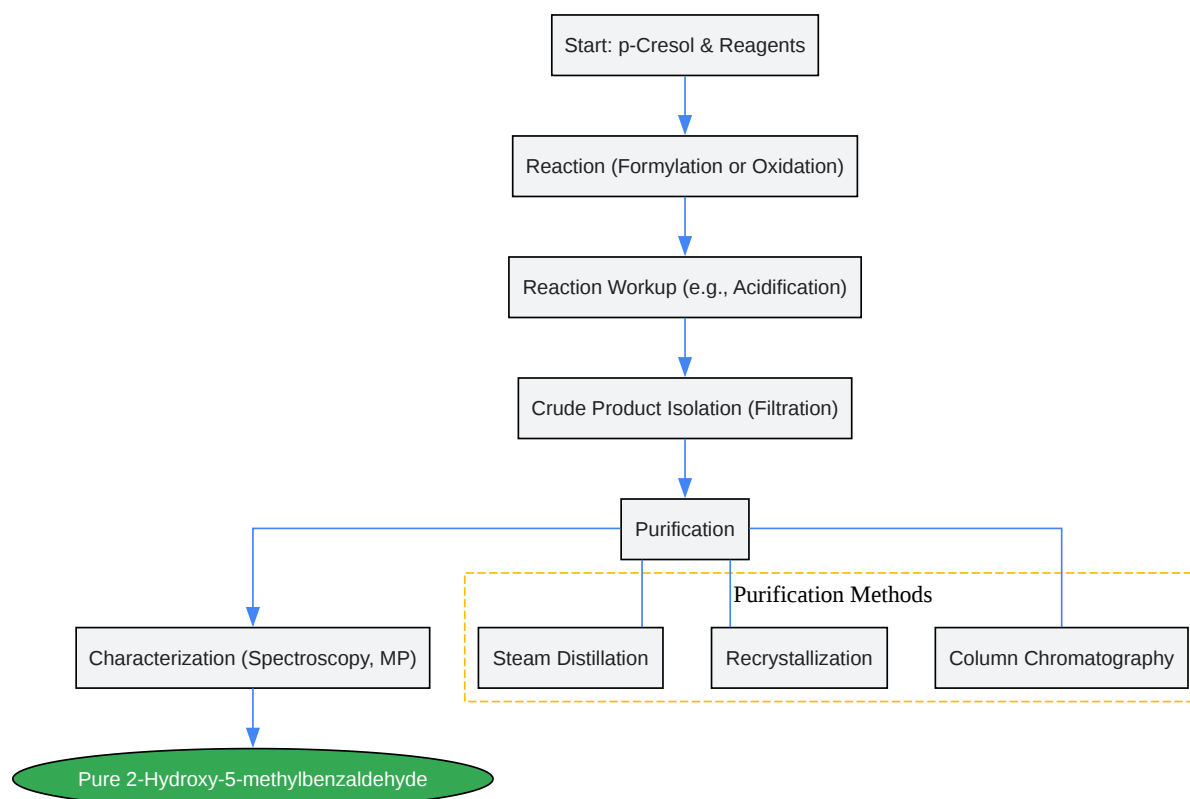 Start: p-Cresol & Reagents
Reaction (Formylation or Oxidation)
Reaction Workup (e.g., Acidification)
Crude Product Isolation (Filtration)
Purification
Purification Methods
Characterization (Spectroscopy, MP)
Steam Distillation
Recrystallization
Column Chromatography
Pure 2-Hydroxy-5-methylbenzaldehyde